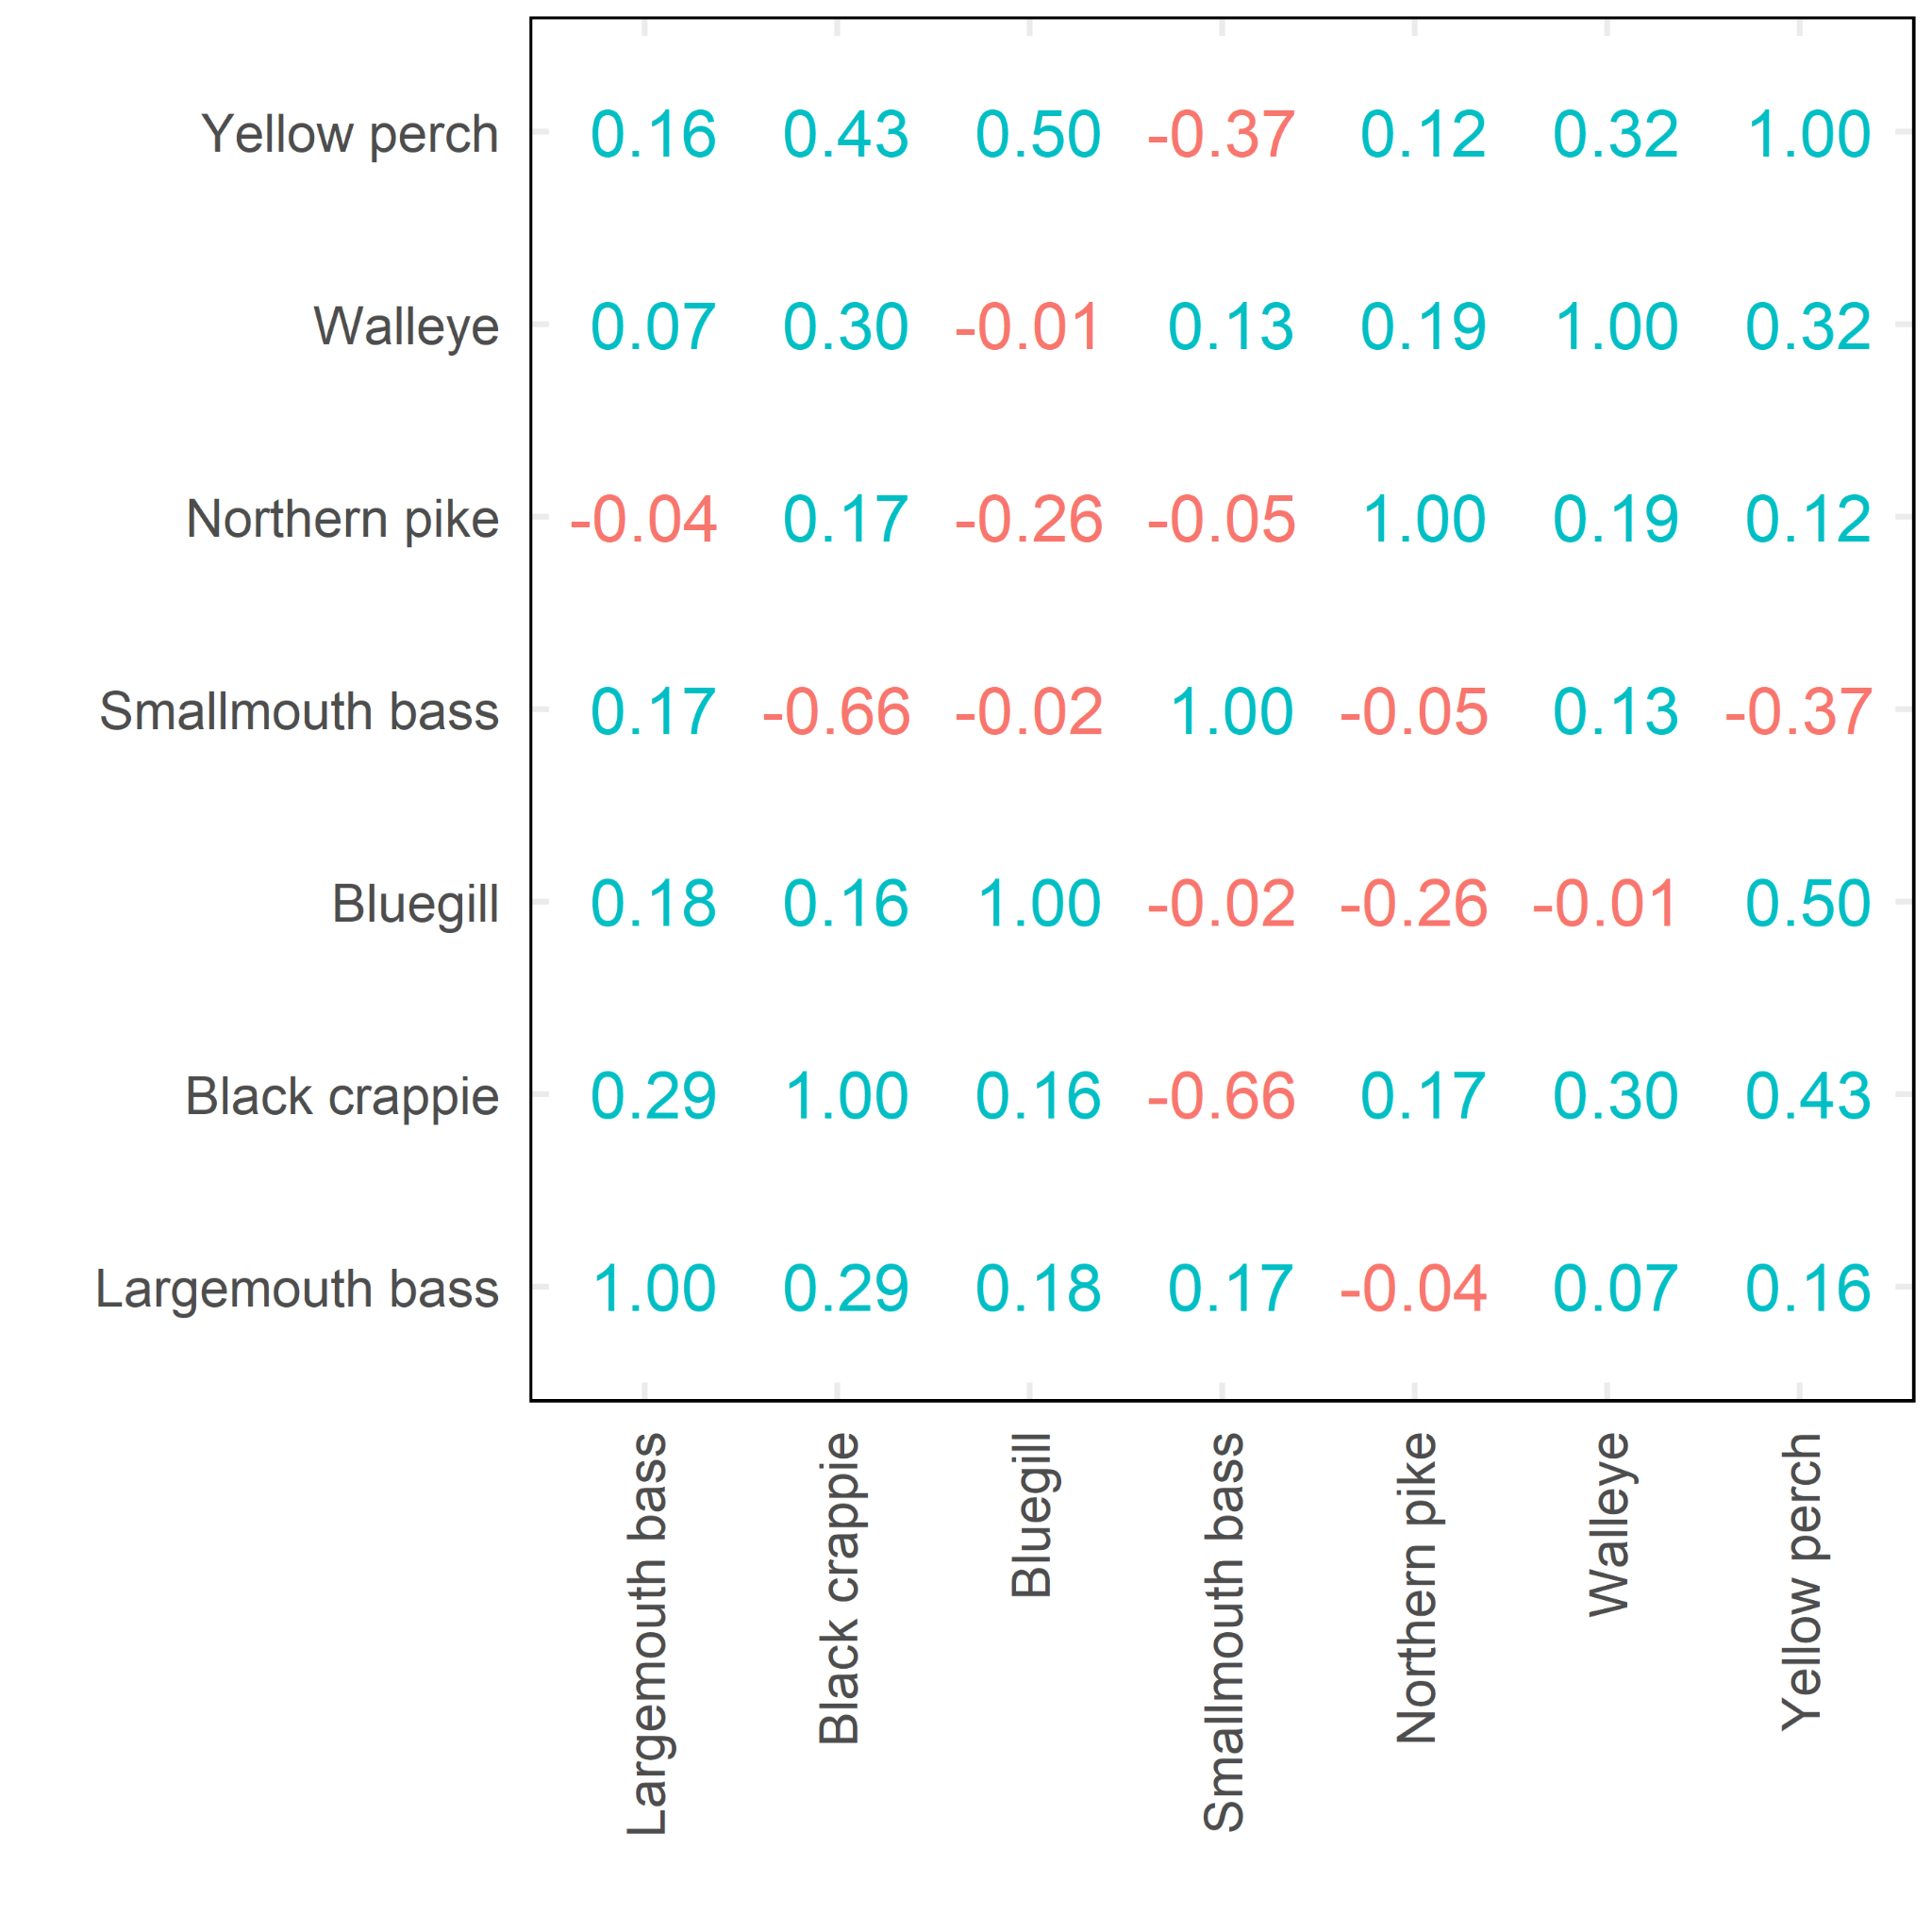 Yellow perch 0.16 0.43 0.50 -0.37 0.12 0.32 1.00
Walleye 0.07 0.30 -0.01 0.13 0.19 1.00 0.32
Northern pike -0.04 0.17 -0.26 -0.05 1.00 0.19 0.12
Smallmouth bass 0.17 -0.66 -0.02 1.00 -0.05 0.13 -0.37
Bluegill 0.18 0.16 1.00 -0.02 -0.26 -0.01 0.50
Black crappie 0.29 1.00 0.16 -0.66 0.17 0.30 0.43
Largemouth bass 1.00 0.29 0.18 0.17 -0.04 0.07 0.16
Largemouth bass
Black crappie
Bluegill
Smallmouth bass
Northern pike
Walleye
Yellow perch